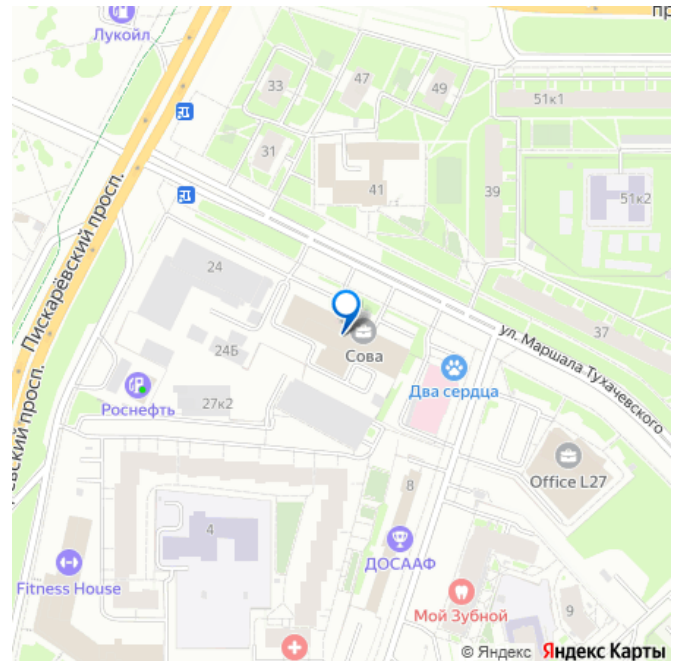 пр
Лукойл
33
47
49
51к1
31
41
39
51к2
Пискарёвский просп.
24
37
ул. Маршала Тухачевского
Сова
24Б
Два сердца
Роснефть
27к2
евский просп.
Office L27
8
4
ДОСААФ
Fitness House
Мой Зубной
9
© Яндекс Яндекс Карты